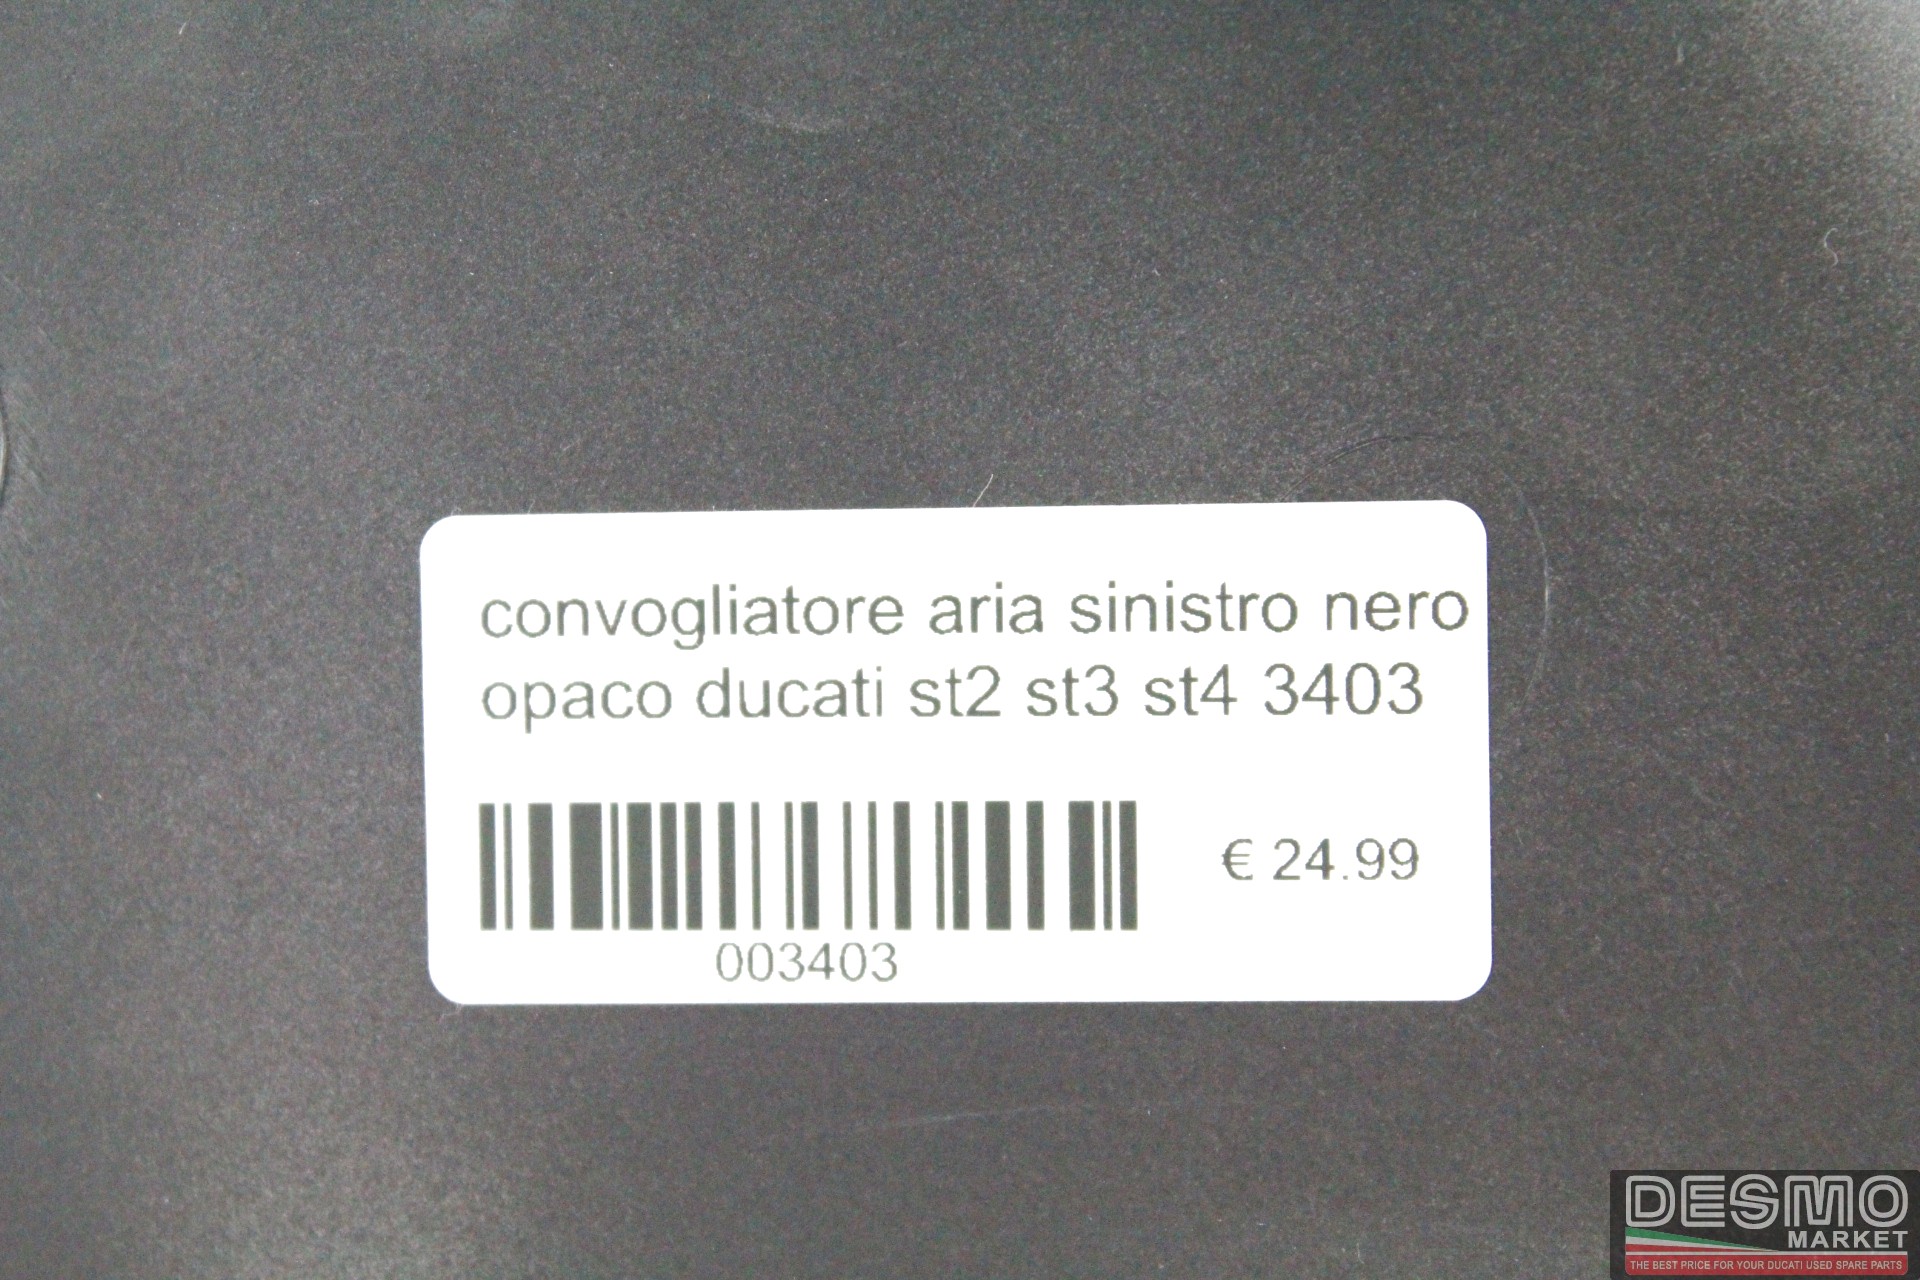 convogliatore aria sinistro nero
opaco ducati st2 st3 st4 3403
€ 24.99
003403
DESMO
MARKET
THE BEST PRICE FOR YOUR DUCATI USED SPARE PARTS